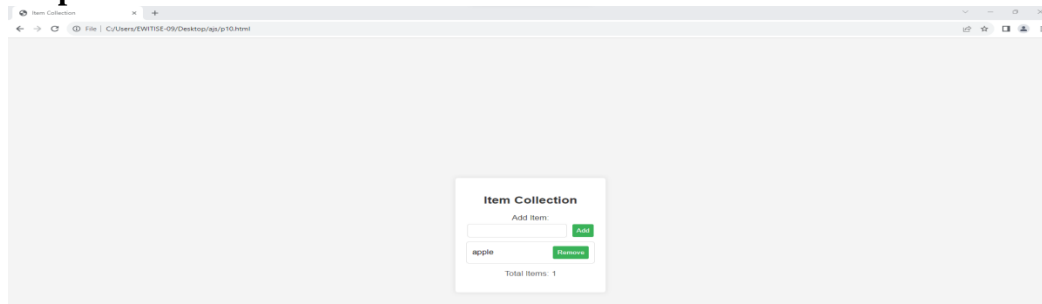 Item Collection
File | C:/Users/EWITISE-09/Desktop/ajs/p10.html
Item Collection
Add Item:
Add
apple
Remove
Total Items: 1